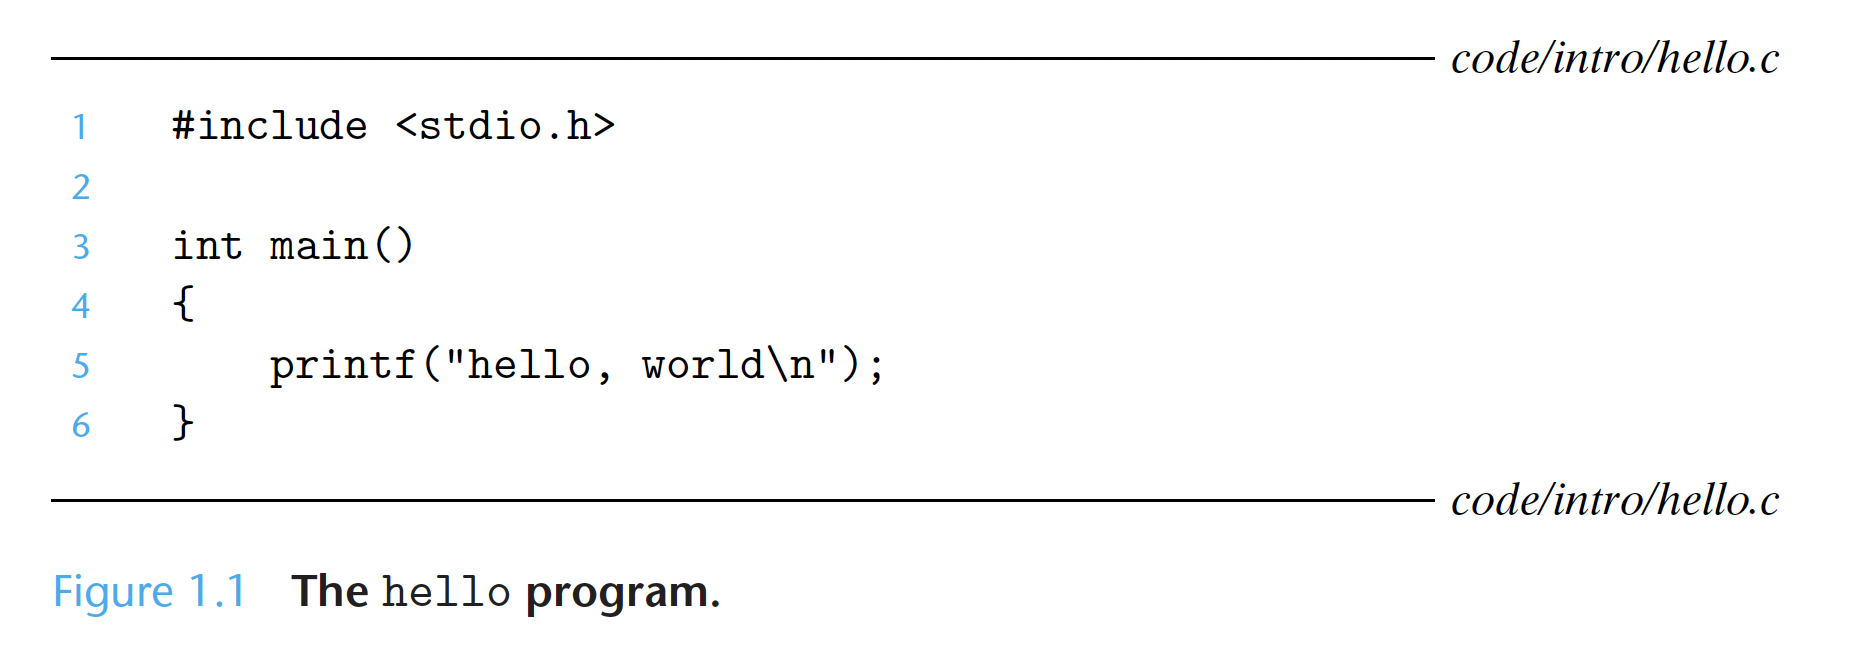 code/intro/hello.c
1 #include <stdio.h>
2
3 int main()
4 {
5     printf("hello, world\n");
6 }
code/intro/hello.c
Figure 1.1 The hello program.